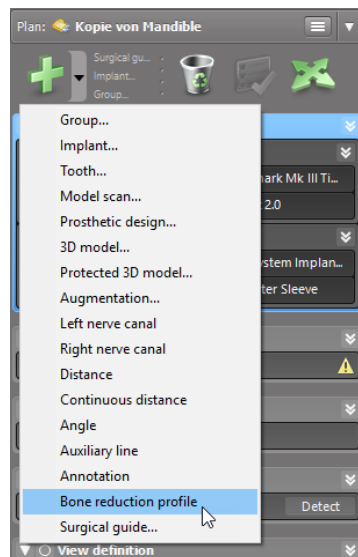 Plan: Kopie von Mandible
Surgical gu...
Implant...
Group...
Group...
Implant...
Tooth...
Model scan...
Prosthetic design...
3D model...
Protected 3D model...
Augmentation...
Left nerve canal
Right nerve canal
Distance
Continuous distance
Angle
Auxiliary line
Annotation
Bone reduction profile
Surgical guide...
ark Mk III Ti...
2.0
ystem Implan...
ter Sleeve
Detect
View definition